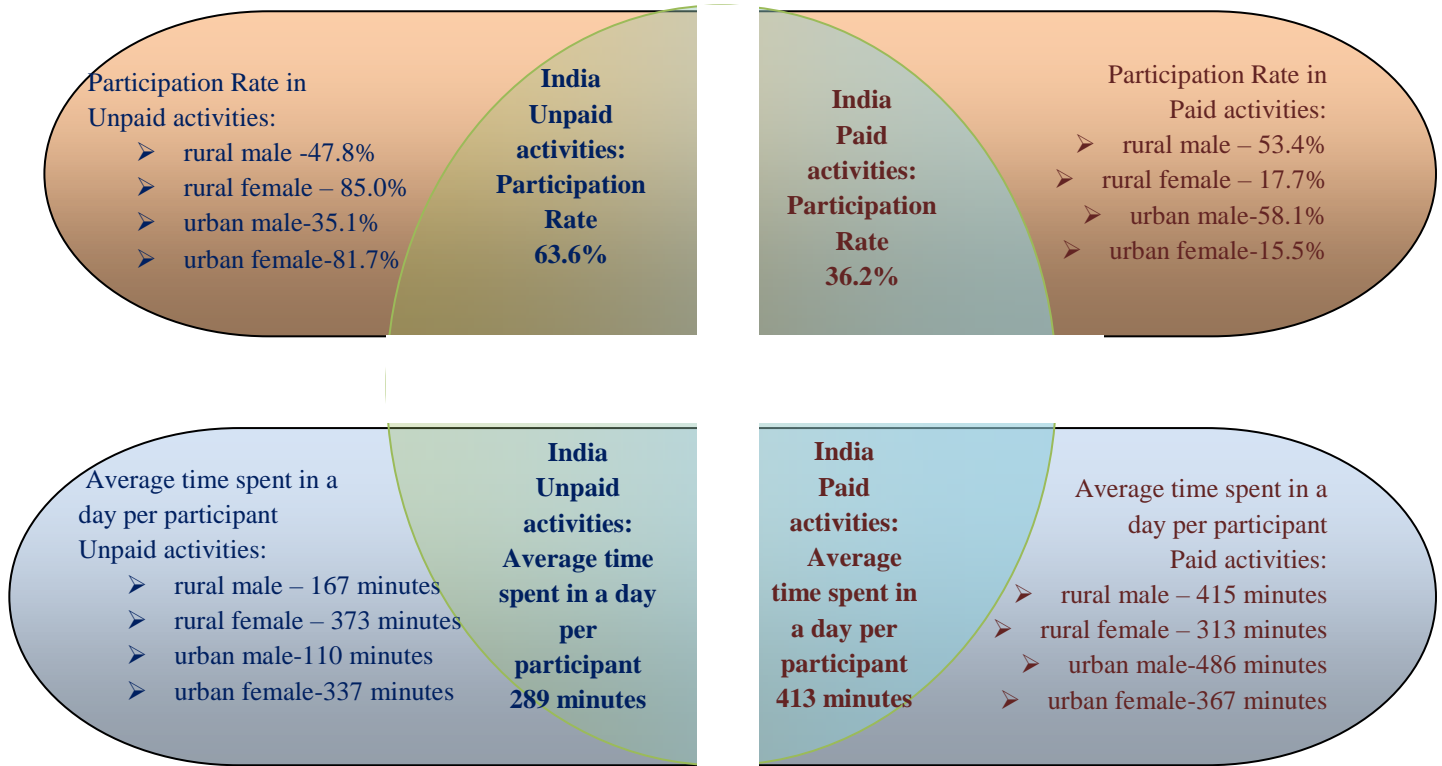 Participation Rate in
Unpaid activities:
➢ rural male -47.8%
➢ rural female – 85.0%
➢ urban male-35.1%
➢ urban female-81.7%
India
Unpaid
activities:
Participation
Rate
63.6%
India
Paid
activities:
Participation
Rate
36.2%
Participation Rate in
Paid activities:
➢ rural male – 53.4%
➢ rural female – 17.7%
➢ urban male-58.1%
➢ urban female-15.5%
Average time spent in a
day per participant
Unpaid activities:
➢ rural male – 167 minutes
➢ rural female – 373 minutes
➢ urban male-110 minutes
➢ urban female-337 minutes
India
Unpaid
activities:
Average time
spent in a day
per
participant
289 minutes
India
Paid
activities:
Average
time spent in
a day per
participant
413 minutes
Average time spent in a
day per participant
Paid activities:
➢ rural male – 415 minutes
➢ rural female – 313 minutes
➢ urban male-486 minutes
➢ urban female-367 minutes